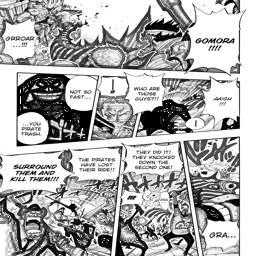 GOMORA
!!!!
GRROAR
...!!!
WHO ARE
THOSE
GUYS!!
NOT SO
FAST...
...YOU
PIRATE
TRASH.
THEY DID IT!
THEY KNOCKED
DOWN THE
SECOND ONE!
THE PIRATES
HAVE LOST
THEIR RIDE!!
SURROUND
THEM AND
KILL THEM!!!
GRA...